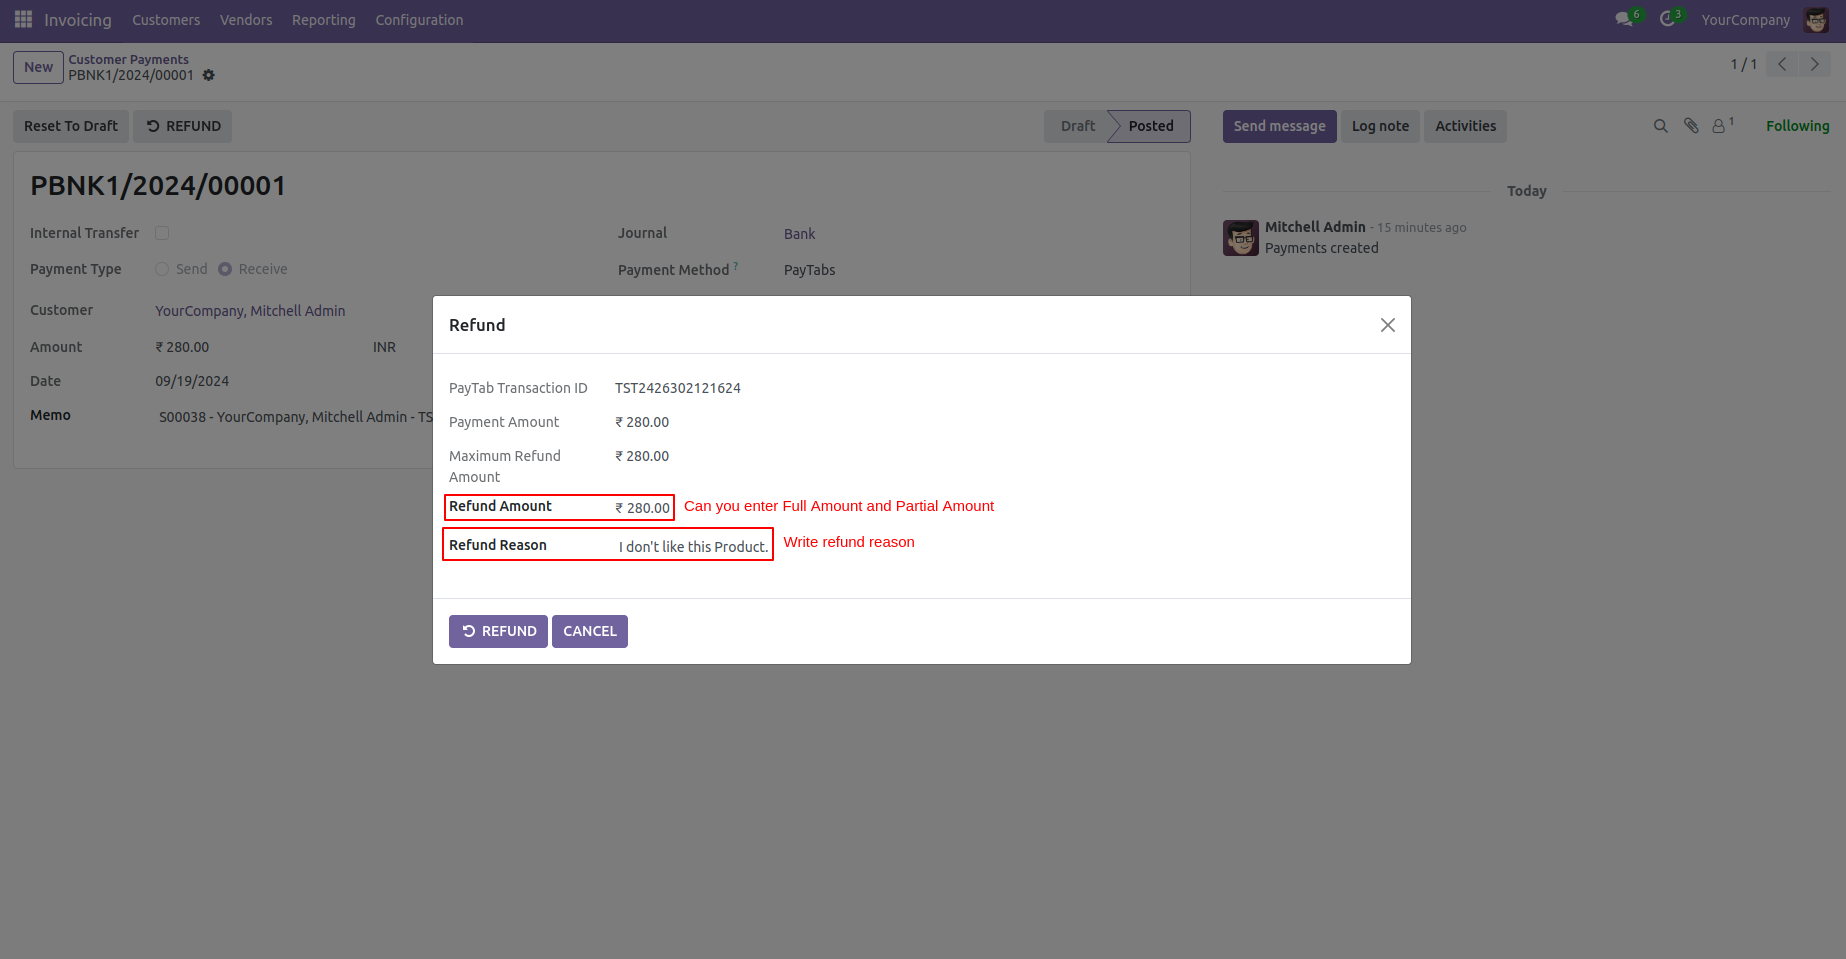 Invoicing Customers Vendors Reporting Configuration 6 3 YourCompany
New Customer Payments
PBNK1/2024/00001
1 / 1
Reset To Draft REFUND Draft Posted Send message Log note Activities 1 Following
PBNK1/2024/00001
Today
Internal Transfer Journal Bank
Mitchell Admin - 15 minutes ago
Payments created
Payment Type Send Receive Payment Method ? PayTabs
Customer YourCompany, Mitchell Admin
Amount ₹ 280.00 INR
Date 09/19/2024
Memo S00038 - YourCompany, Mitchell Admin - TS
Refund
PayTab Transaction ID TST2426302121624
Payment Amount ₹ 280.00
Maximum Refund Amount ₹ 280.00
Refund Amount ₹ 280.00 Can you enter Full Amount and Partial Amount
Refund Reason I don't like this Product. Write refund reason
REFUND CANCEL